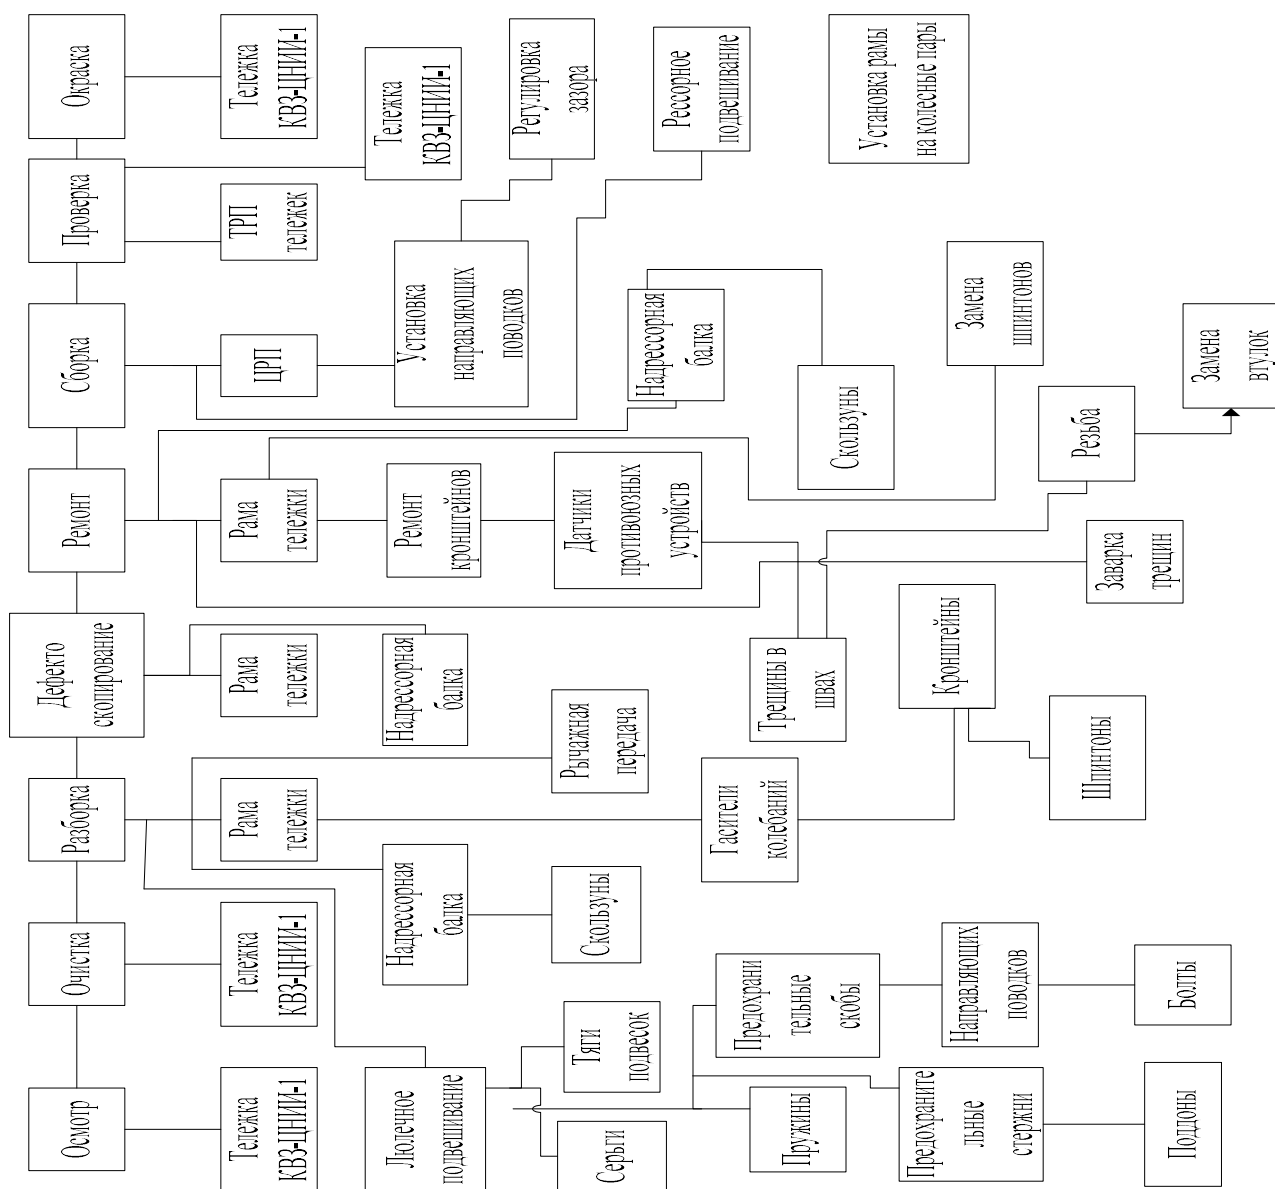 Осмотр
Очистка
Разборка
Дефекто
скопирование
Ремонт
Сборка
Проверка
Окраска
Тележка
КВЗ-ЦНИИ-1
Тележка
КВЗ-ЦНИИ-1
Рама
тележки
Рама
тележки
Рама
тележки
ЦРП
ТРП
тележек
Тележка
КВЗ-ЦНИИ-1
Люлечное
подвешивание
Надрессорная
балка
Надрессорная
балка
Ремонт
кронштейнов
Установка
направляющих
поводков
Тележка
КВЗ-ЦНИИ-1
Серьги
Тяги
подвесок
Скользуны
Рычажная
передача
Датчики
противоюзных
устройств
Регулировка
зазора
Надрессорная
балка
Рессорное
подвешивание
Пружины
Предохрани
тельные
скобы
Гасители
колебаний
Трещины в
швах
Скользуны
Установка рамы
на колесные пары
Предохраните
льные
стержни
Направляющих
поводков
Кронштейны
Замена
шпинтонов
Шпинтоны
Заварка
трещин
Резьба
Поддоны
Болты
Замена
втулок